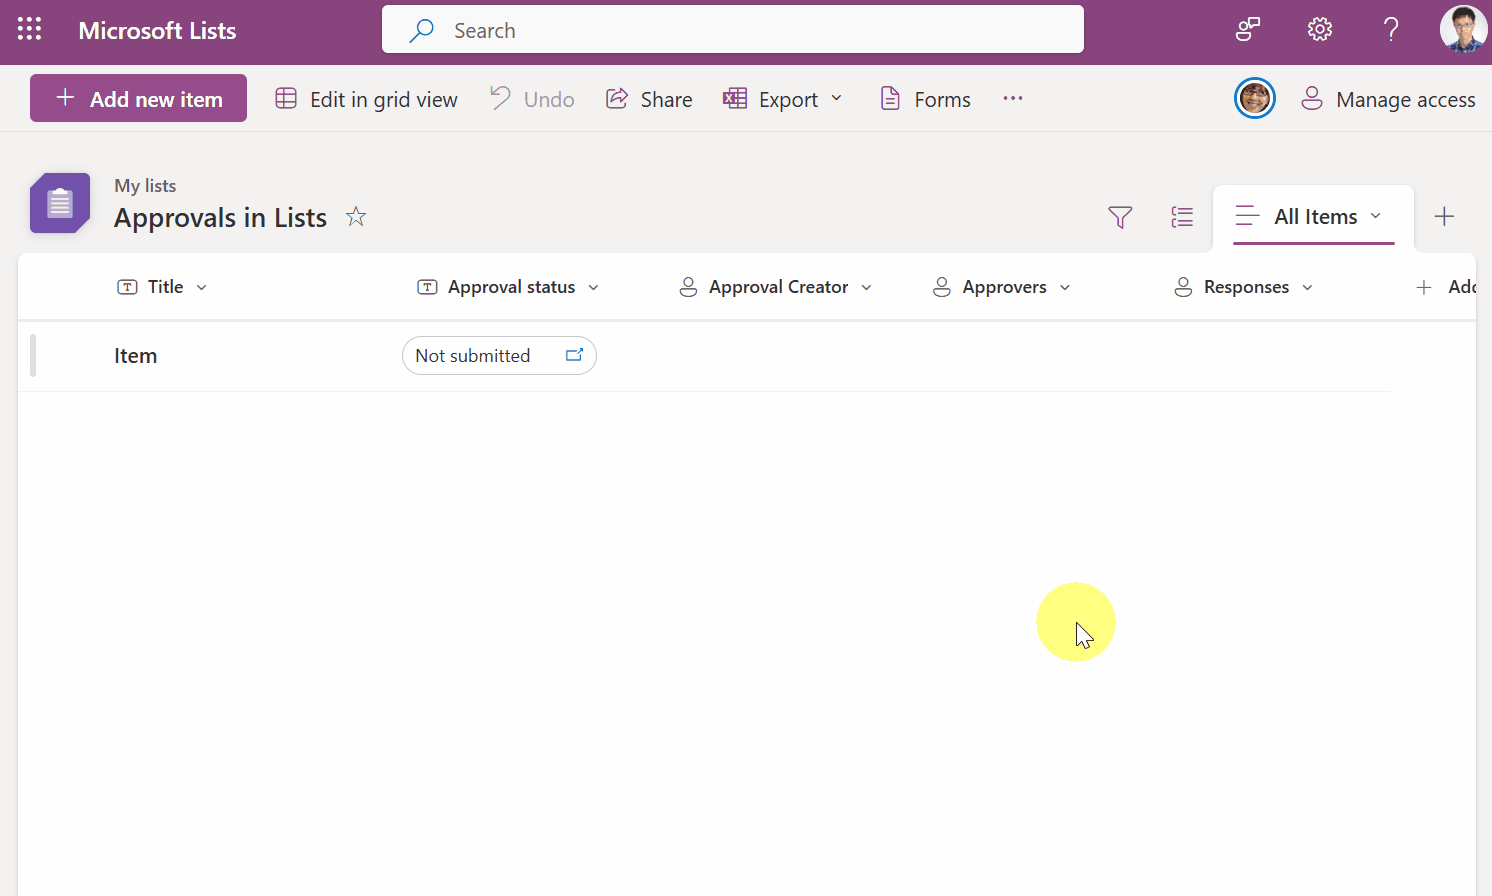 Microsoft Lists
Search
Add new item
Edit in grid view
Undo
Share
Export
Forms
Manage access
My lists
Approvals in Lists
All Items
Title
Approval status
Approval Creator
Approvers
Responses
Add
Item
Not submitted